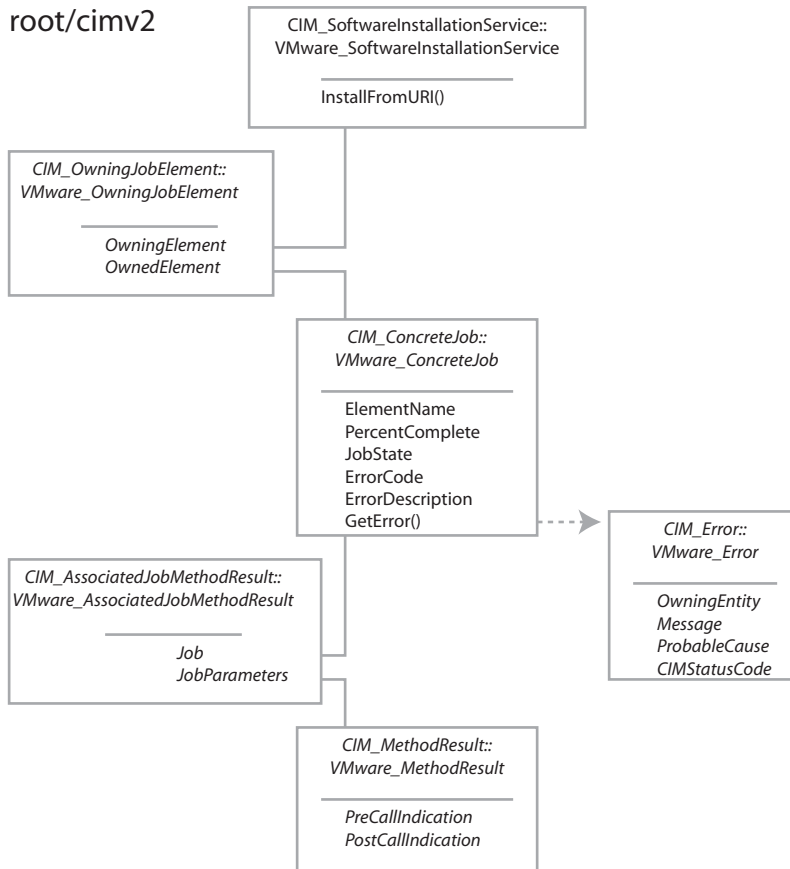 root/cimv2
CIM_SoftwareInstallationService::
VMware_SoftwareInstallationService
InstallFromURI()
CIM_OwningJobElement::
VMware_OwningJobElement
OwningElement
OwnedElement
CIM_ConcreteJob::
VMware_ConcreteJob
ElementName
PercentComplete
JobState
ErrorCode
ErrorDescription
GetError()
CIM_Error::
VMware_Error
OwningEntity
Message
ProbableCause
CIMStatusCode
CIM_AssociatedJobMethodResult::
VMware_AssociatedJobMethodResult
Job
JobParameters
CIM_MethodResult::
VMware_MethodResult
PreCallIndication
PostCallIndication